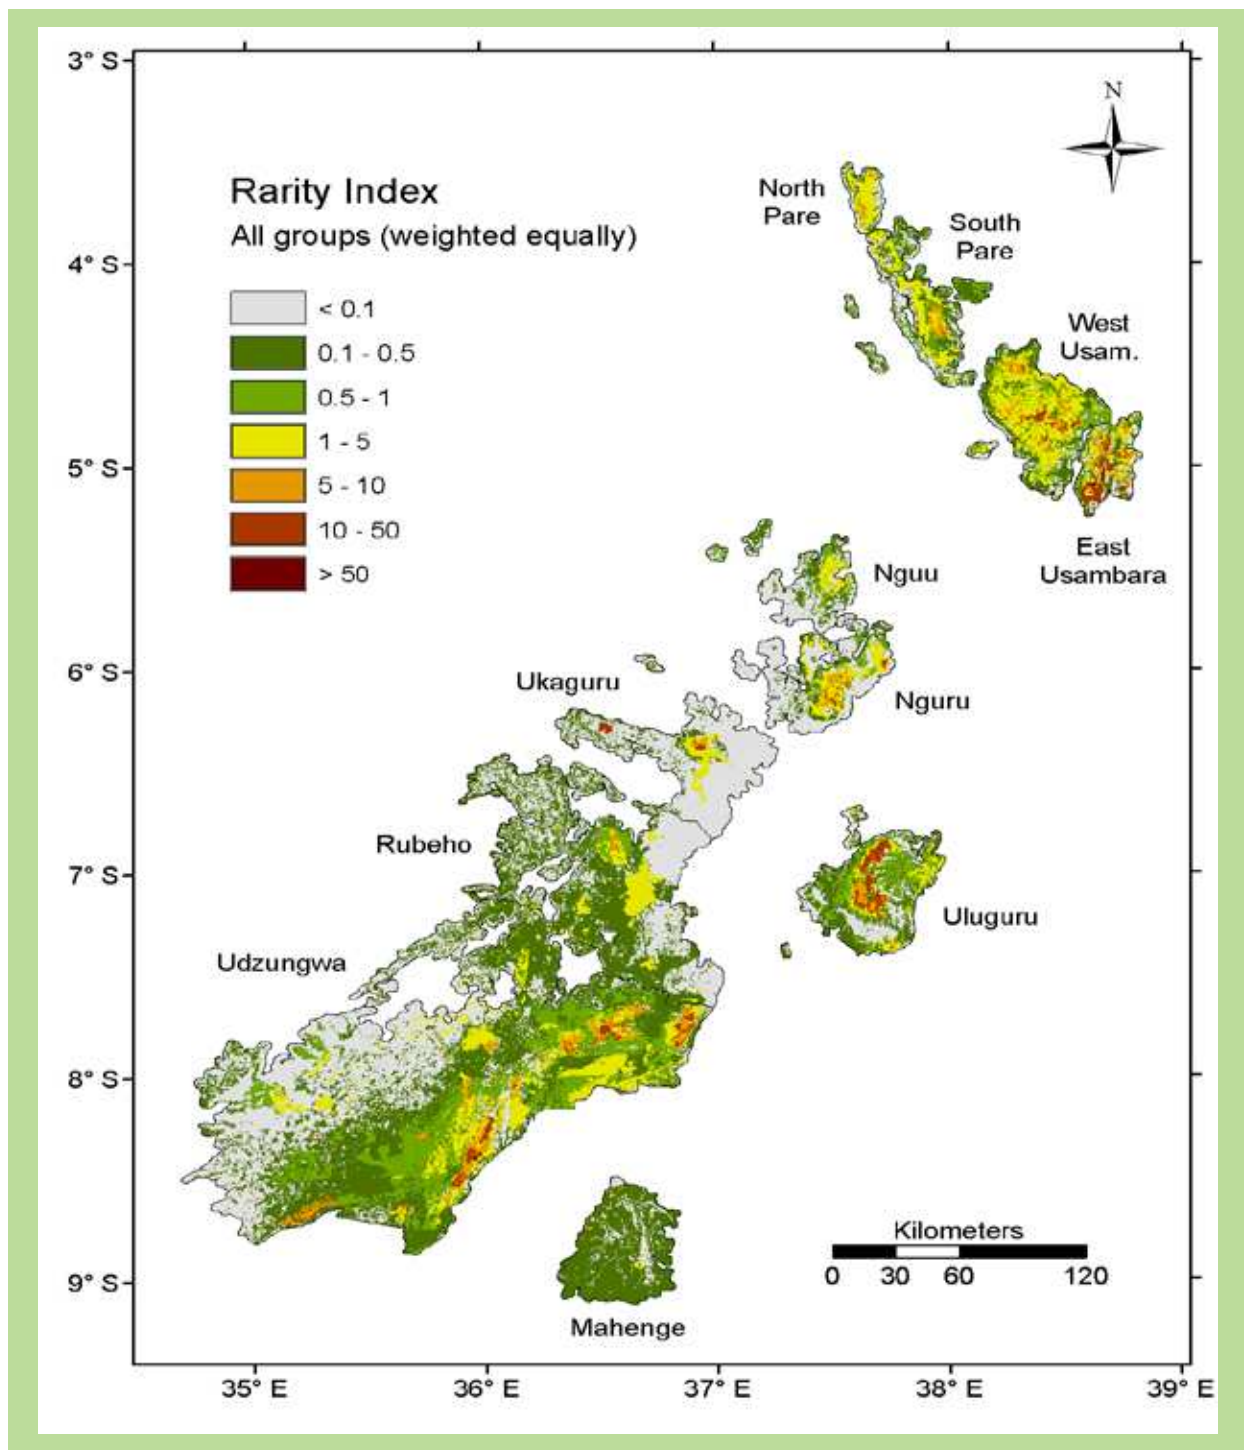 3° S
4° S
5° S
6° S
7° S
8° S
9° S
N
Rarity Index
All groups (weighted equally)
< 0.1
0.1 - 0.5
0.5 - 1
1 - 5
5 - 10
10 - 50
> 50
North
Pare
South
Pare
West
Usam.
East
Usambara
Nguu
Nguru
Ukaguru
Rubeho
Uluguru
Udzungwa
Mahenge
Kilometers
0 30 60 120
35° E 36° E 37° E 38° E 39° E